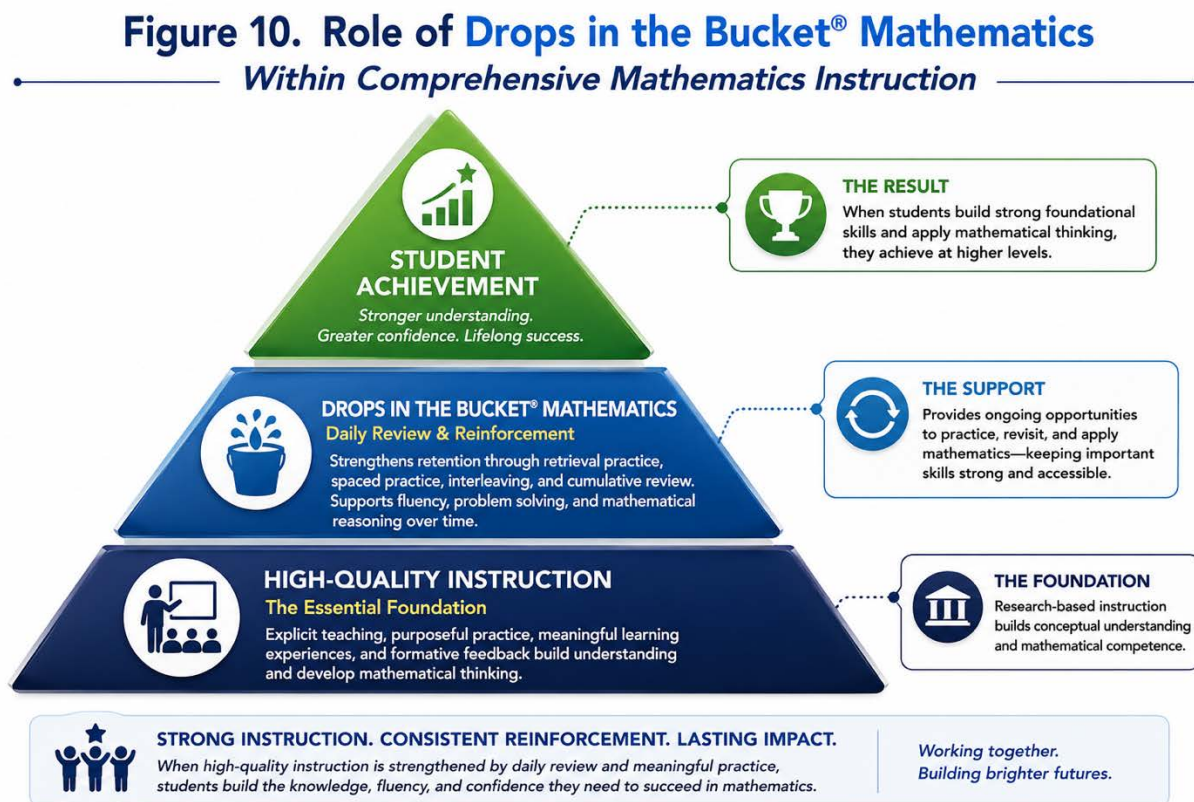 Figure 10. Role of Drops in the Bucket® Mathematics
Within Comprehensive Mathematics Instruction
STUDENT
ACHIEVEMENT
Stronger understanding.
Greater confidence. Lifelong success.
THE RESULT
When students build strong foundational
skills and apply mathematical thinking,
they achieve at higher levels.
DROPS IN THE BUCKET® MATHEMATICS
Daily Review & Reinforcement
Strengthens retention through retrieval practice,
spaced practice, interleaving, and cumulative review.
Supports fluency, problem solving, and mathematical
reasoning over time.
THE SUPPORT
Provides ongoing opportunities
to practice, revisit, and apply
mathematics—keeping important
skills strong and accessible.
HIGH-QUALITY INSTRUCTION
The Essential Foundation
Explicit teaching, purposeful practice, meaningful learning
experiences, and formative feedback build understanding
and develop mathematical thinking.
THE FOUNDATION
Research-based instruction
builds conceptual understanding
and mathematical competence.
STRONG INSTRUCTION. CONSISTENT REINFORCEMENT. LASTING IMPACT.
When high-quality instruction is strengthened by daily review and meaningful practice,
students build the knowledge, fluency, and confidence they need to succeed in mathematics.
Working together.
Building brighter futures.